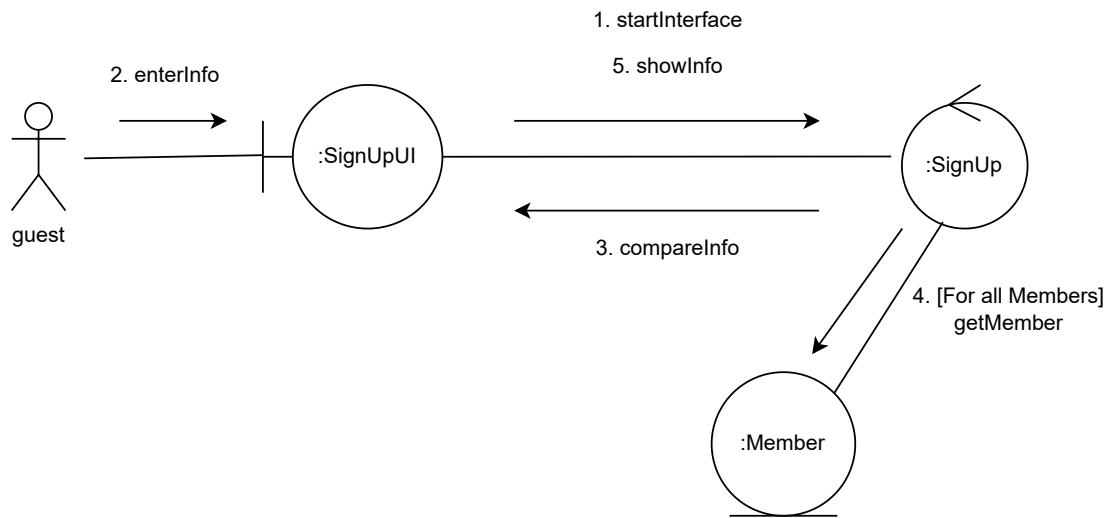 1. startInterface
5. showInfo
2. enterInfo
:SignUpUI
:SignUp
guest
3. compareInfo
4. [For all Members]
getMember
:Member